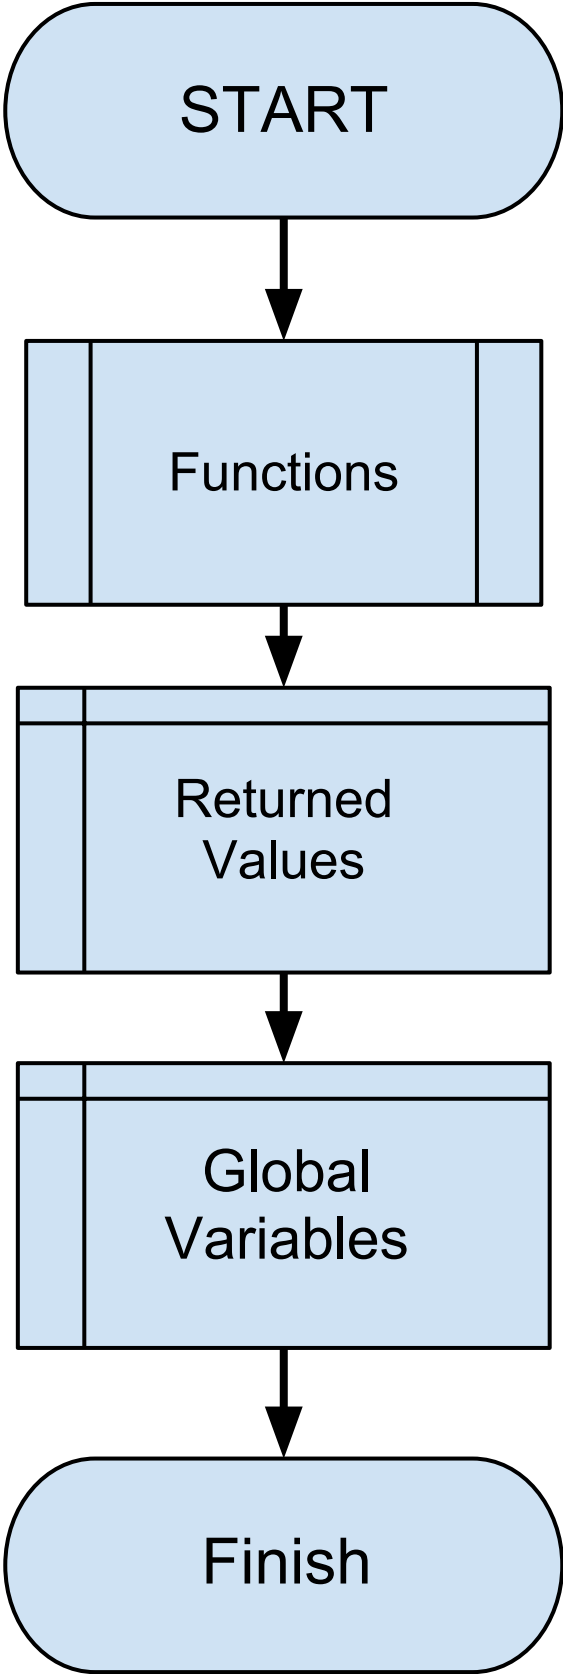 START
Functions
Returned
Values
Global
Variables
Finish